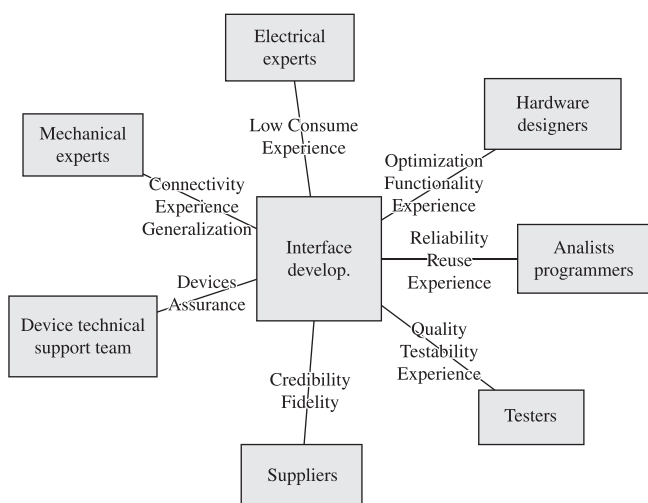 Electrical
experts
Hardware
designers
Mechanical
experts
Low Consume
Experience
Optimization
Functionality
Experience
Connectivity
Experience
Generalization
Interface
develop.
Reliability
Reuse
Experience
Analists
programmers
Devices
Assurance
Device technical
support team
Quality
Testability
Experience
Credibility
Fidelity
Testers
Suppliers